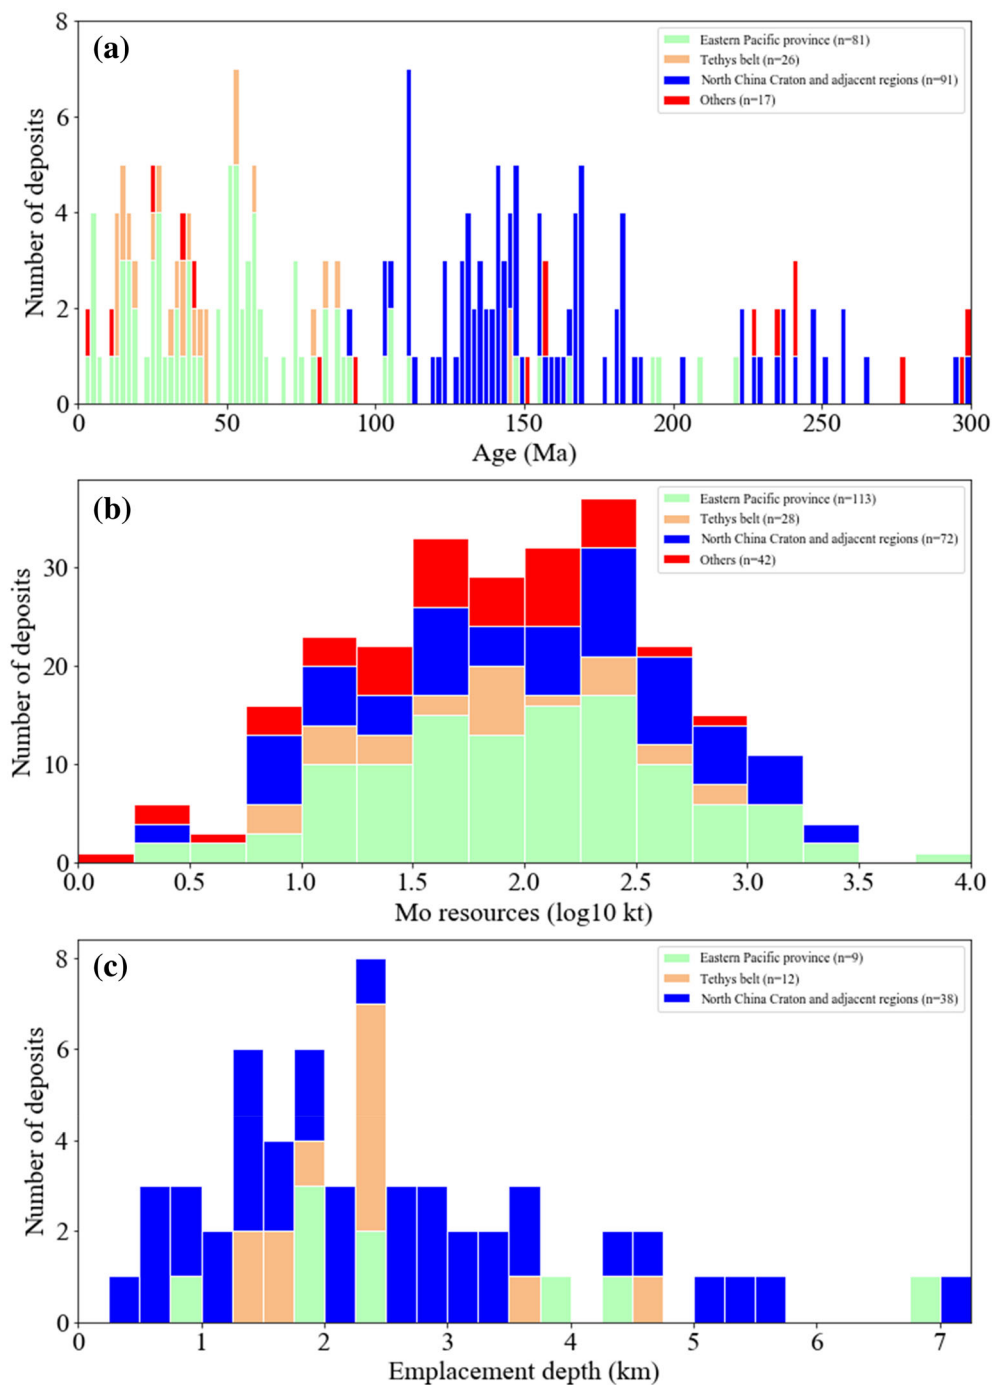 (a)
Eastern Pacific province (n=81)
Tethys belt (n=26)
North China Craton and adjacent regions (n=91)
Others (n=17)
8
6
4
2
0
Number of deposits
0 50 100 150 200 250 300
Age (Ma)
(b)
Eastern Pacific province (n=113)
Tethys belt (n=28)
North China Craton and adjacent regions (n=72)
Others (n=42)
30
20
10
0
Number of deposits
0.0 0.5 1.0 1.5 2.0 2.5 3.0 3.5 4.0
Mo resources (log10 kt)
(c)
Eastern Pacific province (n=9)
Tethys belt (n=12)
North China Craton and adjacent regions (n=38)
8
6
4
2
0
Number of deposits
0 1 2 3 4 5 6 7
Emplacement depth (km)